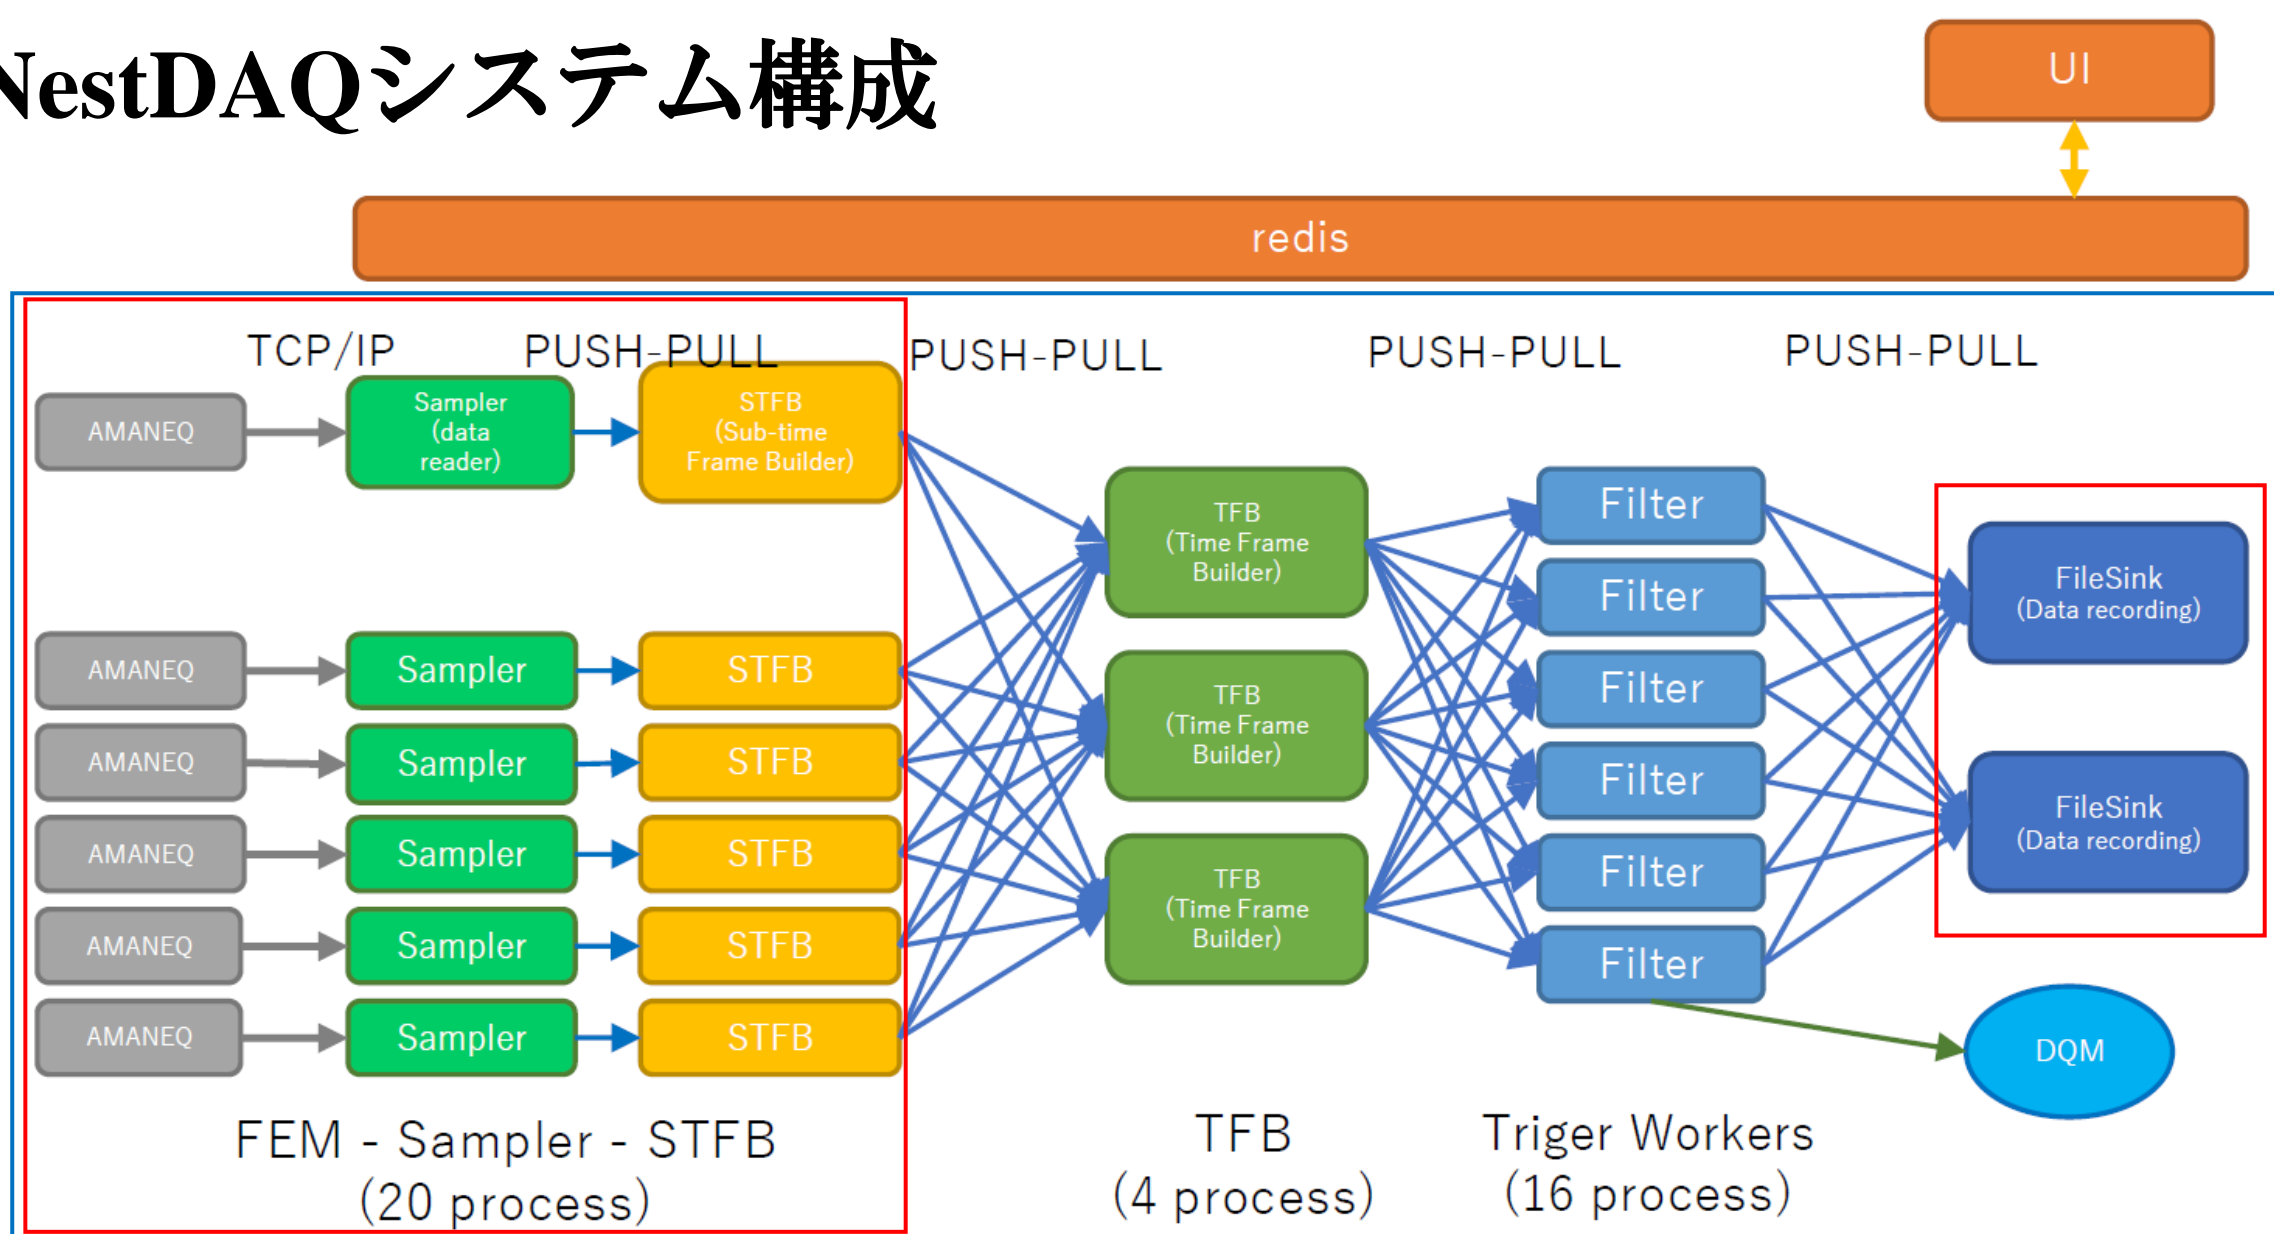 NestDAQシステム構成
UI
redis
TCP/IP
PUSH-PULL
PUSH-PULL
PUSH-PULL
PUSH-PULL
AMANEQ
Sampler
(data
reader)
STFB
(Sub-time
Frame Builder)
AMANEQ
Sampler
STFB
AMANEQ
Sampler
STFB
AMANEQ
Sampler
STFB
AMANEQ
Sampler
STFB
AMANEQ
Sampler
STFB
TFB
(Time Frame
Builder)
TFB
(Time Frame
Builder)
TFB
(Time Frame
Builder)
Filter
Filter
Filter
Filter
Filter
Filter
FileSink
(Data recording)
FileSink
(Data recording)
DQM
FEM - Sampler - STFB
(20 process)
TFB
(4 process)
Triger Workers
(16 process)